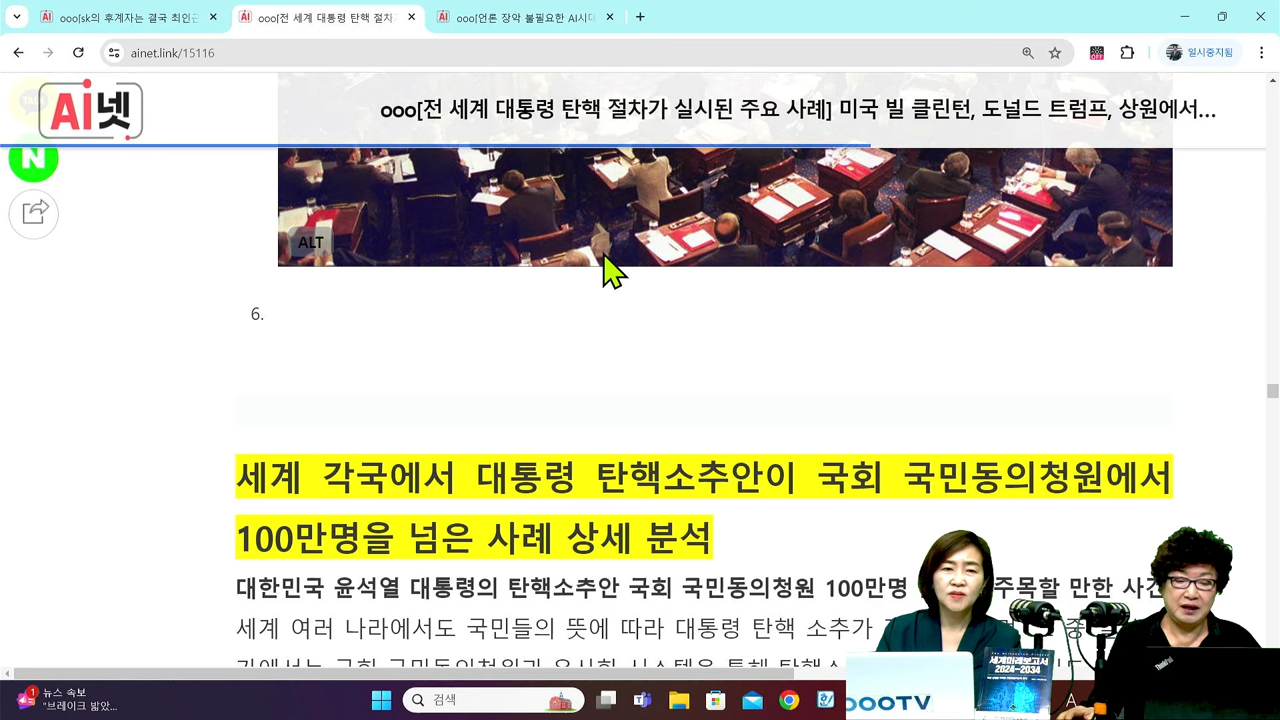 ooo[sk의 후계자는 결국 최인근
ooo[전 세계 대통령 탄핵 절차가
ooo[언론 장악 불필요한 AI시대
ainet.link/15116
OFF
일시중지됨
Ai넷
ooo[전 세계 대통령 탄핵 절차가 실시된 주요 사례] 미국 빌 클린턴, 도널드 트럼프, 상원에서...
N
ALT
6.
세계 각국에서 대통령 탄핵소추안이 국회 국민동의청원에서
100만명을 넘은 사례 상세 분석
대한민국 윤석열 대통령의 탄핵소추안 국회 국민동의청원 100만명 주목할 만한 사건
세계 여러 나라에서도 국민들의 뜻에 따라 대통령 탄핵 소추가
세계미래보고서
2024-2034
ThinkPad
oooTV
1
뉴스 속보
"브레이크 밟았...
검색
A